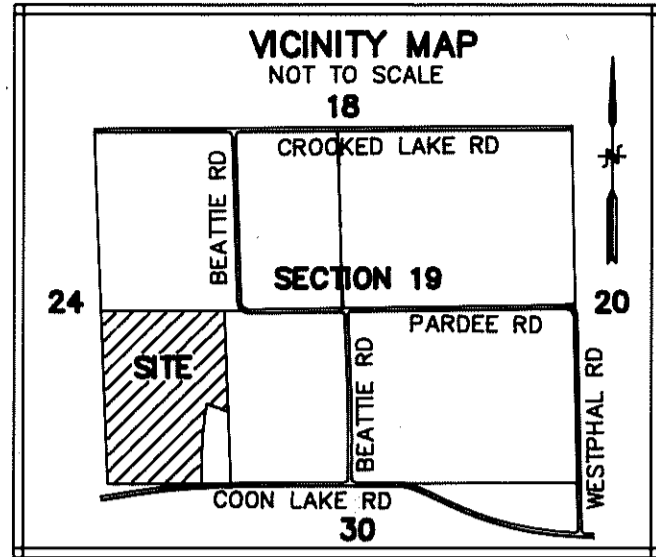 VICINITY MAP
NOT TO SCALE
18
CROOKED LAKE RD
N
BEATTIE RD
SECTION 19
24
20
PARDEE RD
SITE
BEATTIE RD
WESTPHAL RD
COON LAKE RD
30